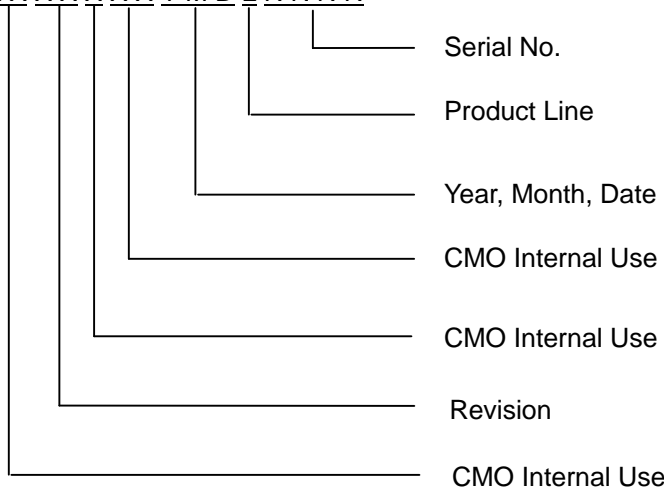 Serial No.
Product Line
Year, Month, Date
CMO Internal Use
CMO Internal Use
Revision
CMO Internal Use